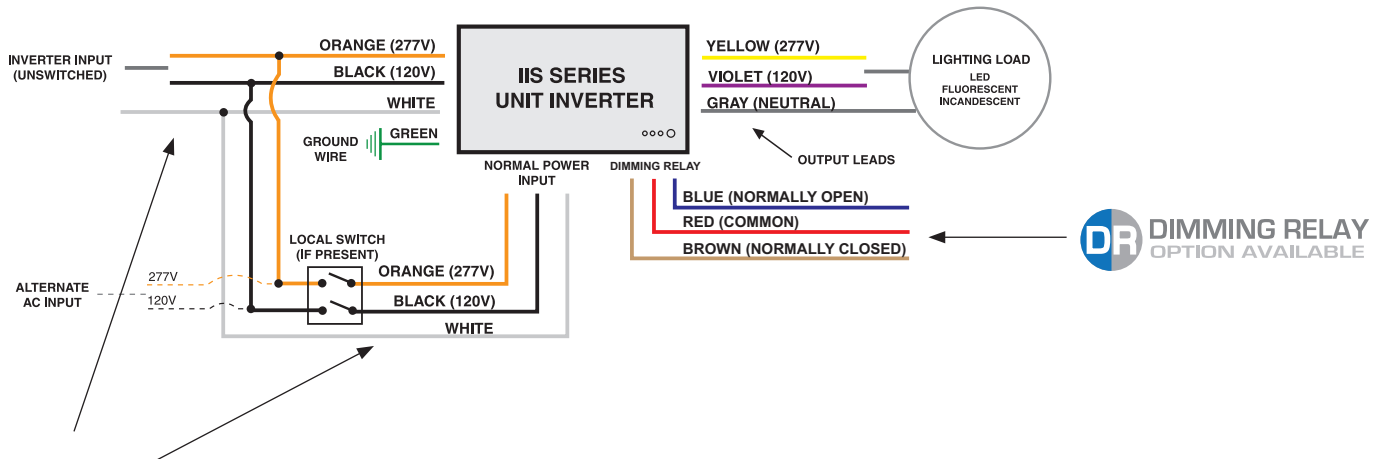 INVERTER INPUT
(UNSWITCHED)
ORANGE (277V)
BLACK (120V)
WHITE
GROUND
WIRE
GREEN
IIS SERIES
UNIT INVERTER
YELLOW (277V)
VIOLET (120V)
GRAY (NEUTRAL)
LIGHTING LOAD
LED
FLUORESCENT
INCANDESCENT
OUTPUT LEADS
NORMAL POWER
INPUT
DIMMING RELAY
BLUE (NORMALLY OPEN)
RED (COMMON)
BROWN (NORMALLY CLOSED)
DR DIMMING RELAY
OPTION AVAILABLE
LOCAL SWITCH
(IF PRESENT)
ORANGE (277V)
BLACK (120V)
WHITE
ALTERNATE
AC INPUT
277V
120V